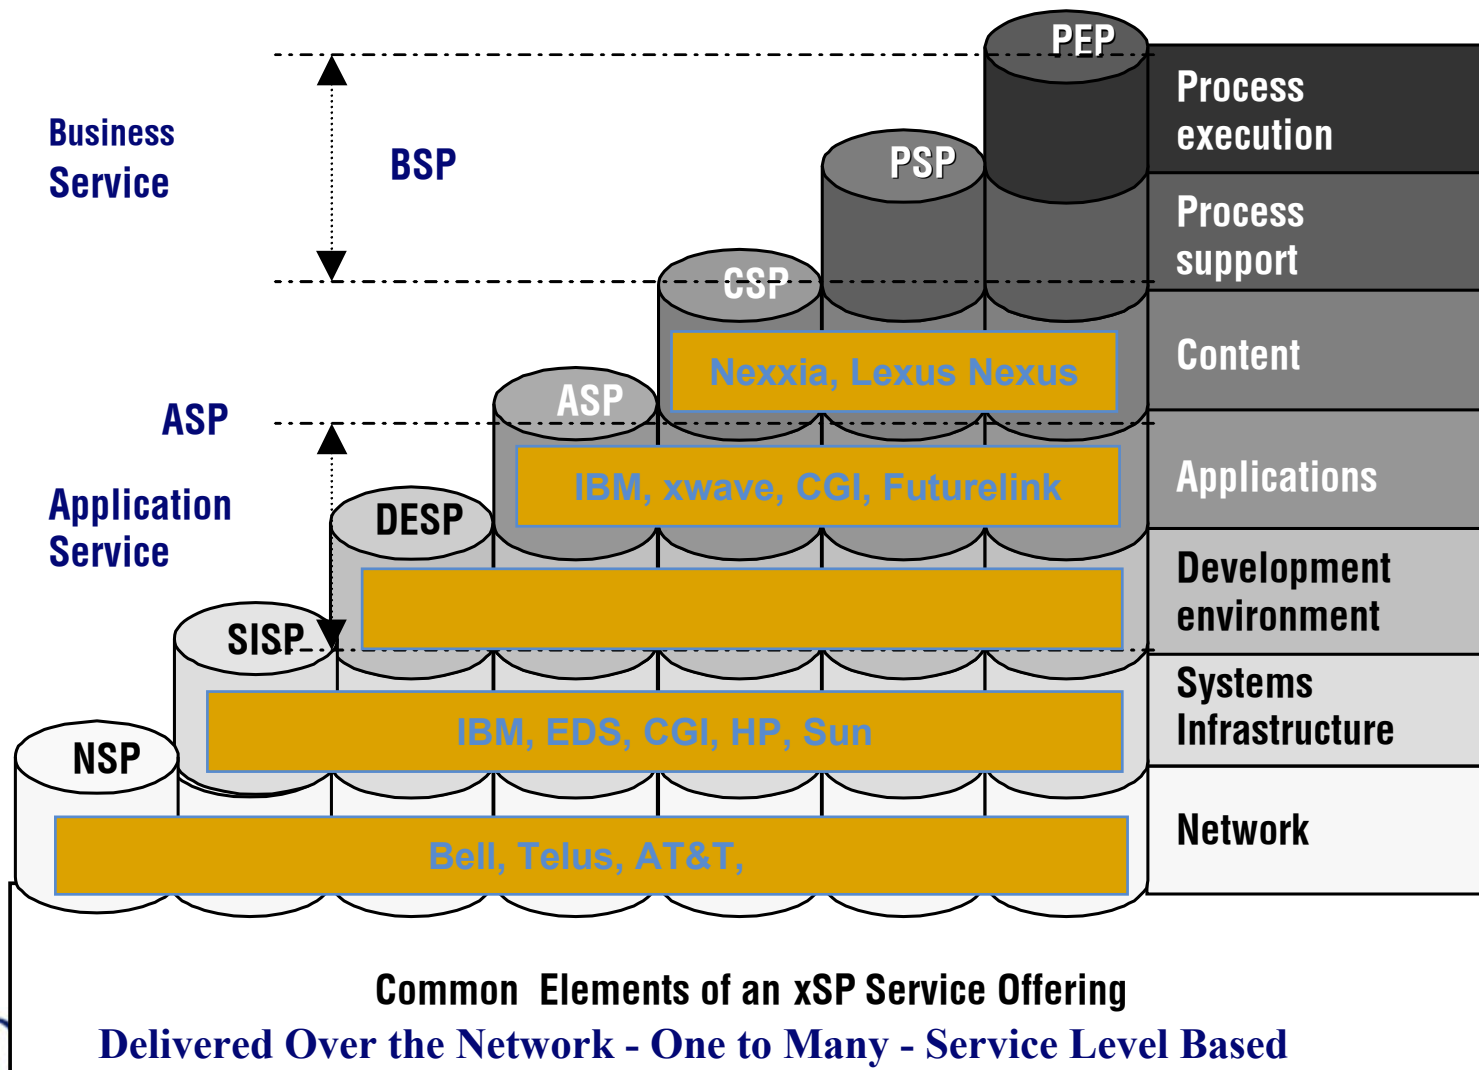 PEP
Process
execution
Business
Service
BSP
PSP
Process
support
CSP
Content
Nexxia, Lexus Nexus
ASP
ASP
Applications
IBM, xwave, CGI, Futurelink
Application
Service
DESP
Development
environment
SISP
Systems
Infrastructure
IBM, EDS, CGI, HP, Sun
NSP
Network
Bell, Telus, AT&T,
Common Elements of an xSP Service Offering
Delivered Over the Network - One to Many - Service Level Based